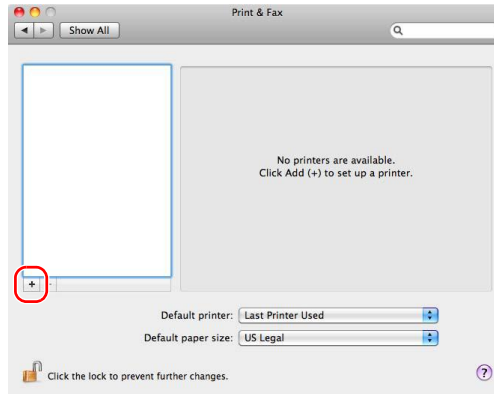 Print & Fax
Show All
No printers are available.
Click Add (+) to set up a printer.
+ -
Default printer: Last Printer Used
Default paper size: US Legal
Click the lock to prevent further changes.
?